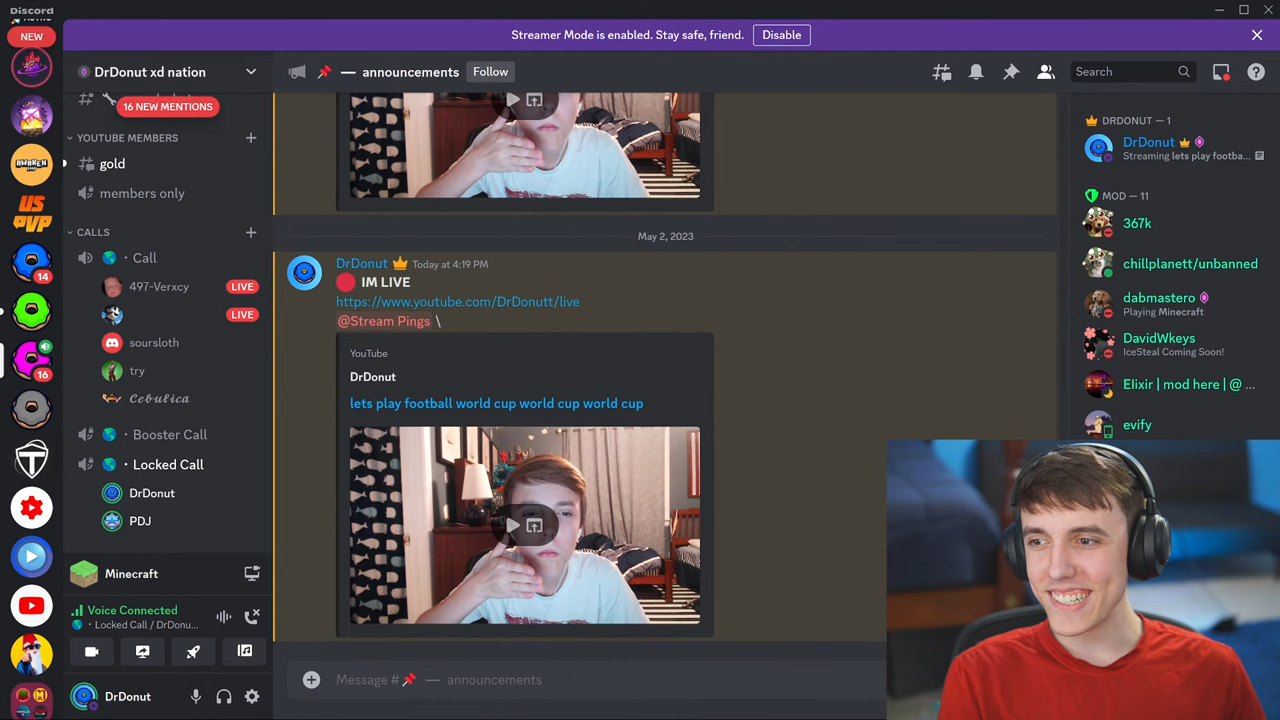 Discord
Streamer Mode is enabled. Stay safe, friend.
Disable
NEW
DrDonut xd nation
— announcements
Follow
Search
16 NEW MENTIONS
YOUTUBE MEMBERS
gold
members only
CALLS
· Call
497-Verxcy
LIVE
LIVE
soursloth
try
Cebulica
· Booster Call
· Locked Call
DrDonut
PDJ
Minecraft
Voice Connected
Locked Call / DrDonu...
DrDonut
AWAKEN
US
PVP
14
16
May 2, 2023
DrDonut
Today at 4:19 PM
IM LIVE
https://www.youtube.com/DrDonutt/live
@Stream Pings \
YouTube
DrDonut
lets play football world cup world cup world cup
Message #
— announcements
DRDONUT — 1
DrDonut
Streaming lets play footba...
MOD — 11
367k
chillplanett/unbanned
dabmastero
Playing Minecraft
DavidWkeys
IceSteal Coming Soon!
Elixir | mod here | @ ...
evify